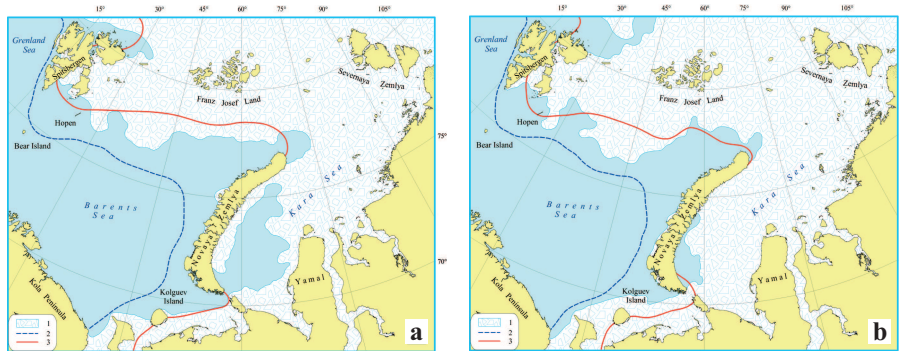 15° 30° 45° 60° 75° 90° 105°
Grenland
Sea
Spitsbergen
Severnaya Zemlya
Franz Josef Land
Hopen
Bear Island
75°
Kara Sea
Barents
Sea
Novaya Zemlya
70°
Yamal
Kolguev
Island
Kola
Peninsula
1
2
3
a
15° 30° 45° 60° 75° 90° 105°
Grenland
Sea
Spitsbergen
Severnaya Zemlya
Franz Josef Land
Hopen
Bear Island
75°
Kara Sea
Barents
Sea
Novaya Zemlya
70°
Yamal
Kolguev
Island
Kola
Peninsula
1
2
3
b